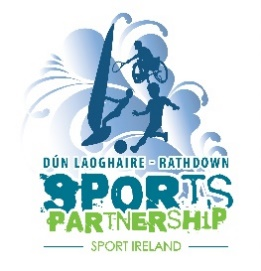 DÚN LAOGHAIRE - RATHDOWN
SPORTS
PARTNERSHIP
SPORT IRELAND